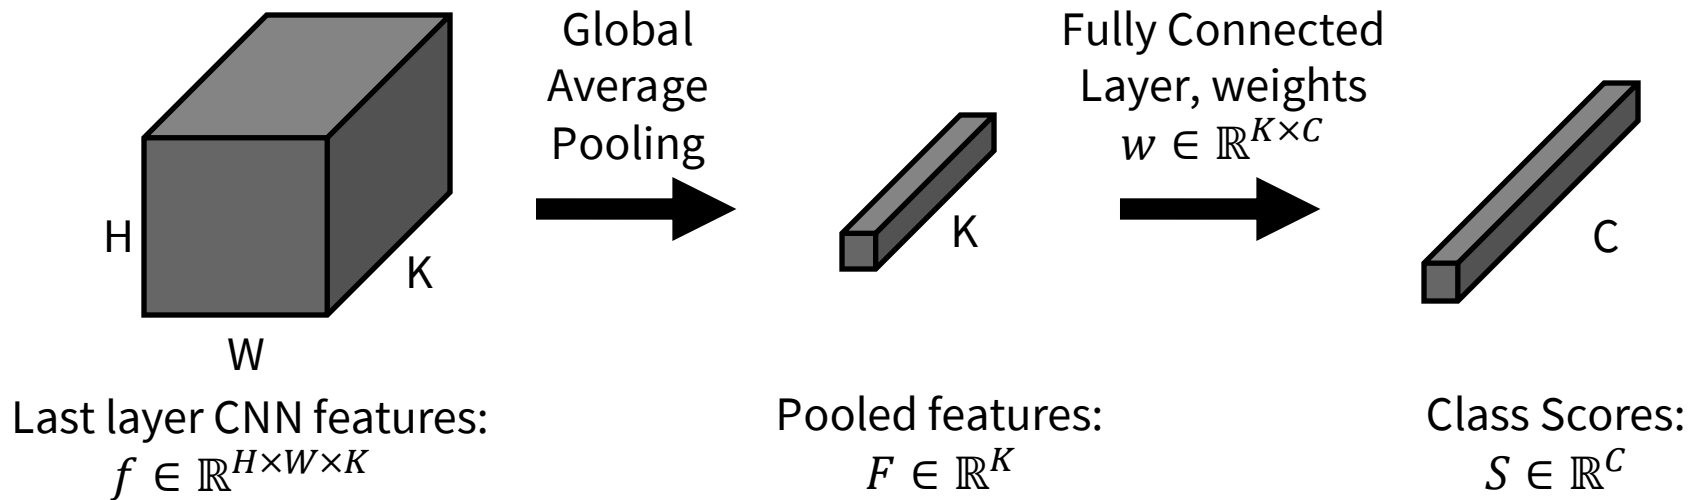 Global
Average
Pooling
Fully Connected
Layer, weights
w ∈ ℝ^{K×C}
H
W
K
K
C
Last layer CNN features:
f ∈ ℝ^{H×W×K}
Pooled features:
F ∈ ℝ^K
Class Scores:
S ∈ ℝ^C